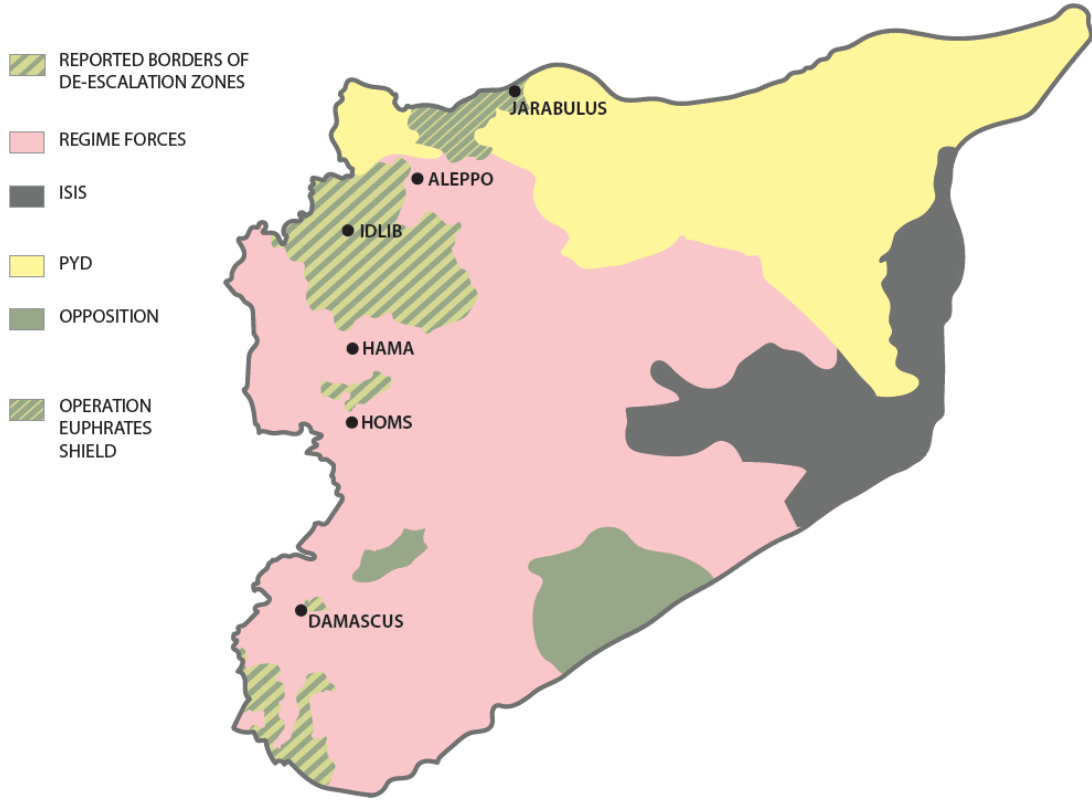 REPORTED BORDERS OF
DE-ESCALATION ZONES
REGIME FORCES
ISIS
PYD
OPPOSITION
OPERATION
EUPHRATES
SHIELD
JARABULUS
ALEPPO
IDLIB
HAMA
HOMS
DAMASCUS